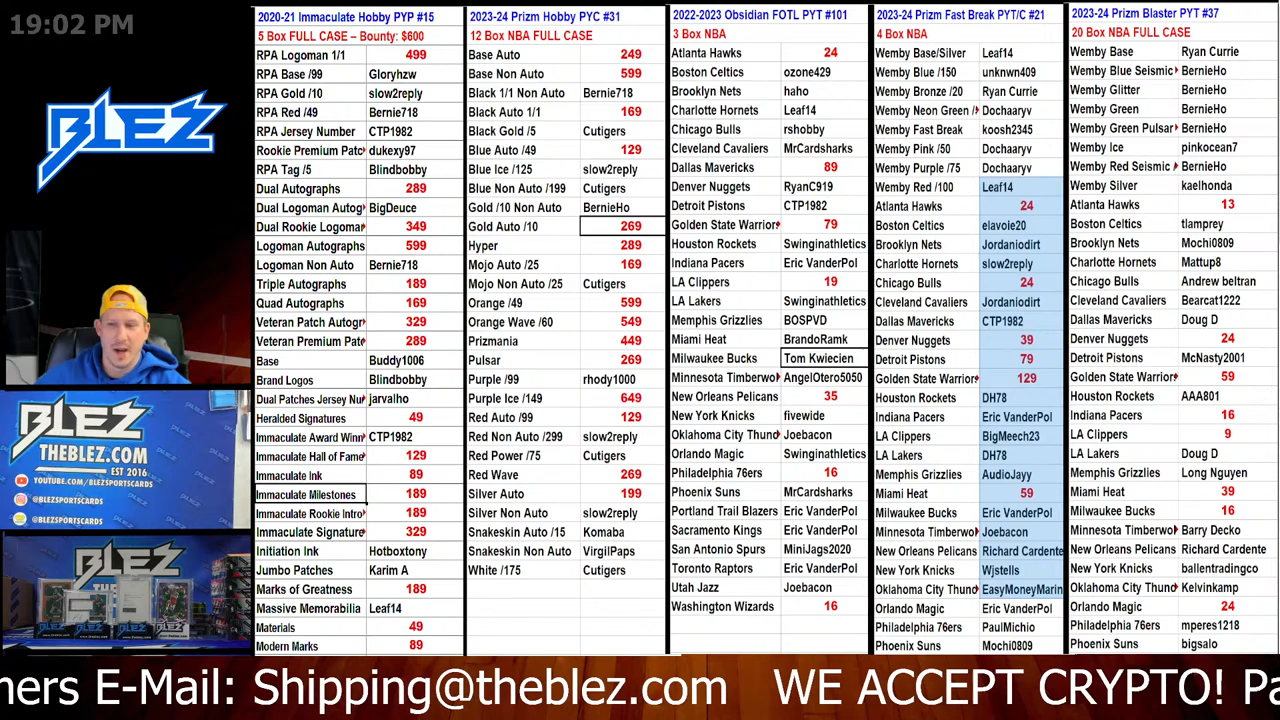 19:02 PM
BLEZ
BLEZ
THEBLEZ.COM
EST 2016
YOUTUBE.COM/BLEZSPORTSCARDS
@BLEZSPORTSCARDS
@BLEZSPORTSCARDS
BLEZ
2020-21 Immaculate Hobby PYP #15
5 Box FULL CASE – Bounty: $600
RPA Logoman 1/1 499
RPA Base /99 Gloryhzw
RPA Gold /10 slow2reply
RPA Red /49 Bernie718
RPA Jersey Number CTP1982
Rookie Premium Patc dukexy97
RPA Tag /5 Blindbobby
Dual Autographs 289
Dual Logoman Autog BigDeuce
Dual Rookie Logoma 349
Logoman Autographs 599
Logoman Non Auto Bernie718
Triple Autographs 189
Quad Autographs 169
Veteran Patch Autogr 329
Veteran Premium Pat 289
Base Buddy1006
Brand Logos Blindbobby
Dual Patches Jersey Nu jarvalho
Heralded Signatures 49
Immaculate Award Winn CTP1982
Immaculate Hall of Fame 129
Immaculate Ink 89
Immaculate Milestones 189
Immaculate Rookie Intro 189
Immaculate Signature 329
Initiation Ink Hotboxtony
Jumbo Patches Karim A
Marks of Greatness 189
Massive Memorabilia Leaf14
Materials 49
Modern Marks 89
2023-24 Prizm Hobby PYC #31
12 Box NBA FULL CASE
Base Auto 249
Base Non Auto 599
Black 1/1 Non Auto Bernie718
Black Auto 1/1 169
Black Gold /5 Cutigers
Blue Auto /49 129
Blue Ice /125 slow2reply
Blue Non Auto /199 Cutigers
Gold /10 Non Auto BernieHo
Gold Auto /10 269
Hyper 289
Mojo Auto /25 169
Mojo Non Auto /25 Cutigers
Orange /49 599
Orange Wave /60 549
Prizmania 449
Pulsar 269
Purple /99 rhody1000
Purple Ice /149 649
Red Auto /99 129
Red Non Auto /299 slow2reply
Red Power /75 Cutigers
Red Wave 269
Silver Auto 199
Silver Non Auto slow2reply
Snakeskin Auto /15 Komaba
Snakeskin Non Auto VirgilPaps
White /175 Cutigers
2022-2023 Obsidian FOTL PYT #101
3 Box NBA
Atlanta Hawks 24
Boston Celtics ozone429
Brooklyn Nets haho
Charlotte Hornets Leaf14
Chicago Bulls rshobby
Cleveland Cavaliers MrCardsharks
Dallas Mavericks 89
Denver Nuggets RyanC919
Detroit Pistons CTP1982
Golden State Warriors 79
Houston Rockets Swinginathletics
Indiana Pacers Eric VanderPol
LA Clippers 19
LA Lakers Swinginathletics
Memphis Grizzlies BOSPVD
Miami Heat BrandoRamk
Milwaukee Bucks Tom Kwiecien
Minnesota Timberwo AngelOtero5050
New Orleans Pelicans 35
New York Knicks fivewide
Oklahoma City Thund Joebacon
Orlando Magic Swinginathletics
Philadelphia 76ers 16
Phoenix Suns MrCardsharks
Portland Trail Blazers Eric VanderPol
Sacramento Kings Eric VanderPol
San Antonio Spurs MiniJags2020
Toronto Raptors Eric VanderPol
Utah Jazz Joebacon
Washington Wizards 16
2023-24 Prizm Fast Break PYT/C #21
4 Box NBA
Wemby Base/Silver Leaf14
Wemby Blue /150 unknwn409
Wemby Bronze /20 Ryan Currie
Wemby Neon Green / Dochaaryv
Wemby Fast Break koosh2345
Wemby Pink /50 Dochaaryv
Wemby Purple /75 Dochaaryv
Wemby Red /100 Leaf14
Atlanta Hawks 24
Boston Celtics elavoie20
Brooklyn Nets Jordaniodirt
Charlotte Hornets slow2reply
Chicago Bulls 24
Cleveland Cavaliers Jordaniodirt
Dallas Mavericks CTP1982
Denver Nuggets 39
Detroit Pistons 79
Golden State Warriors 129
Houston Rockets DH78
Indiana Pacers Eric VanderPol
LA Clippers BigMeech23
LA Lakers DH78
Memphis Grizzlies AudioJayy
Miami Heat 59
Milwaukee Bucks Eric VanderPol
Minnesota Timberwo Joebacon
New Orleans Pelicans Richard Cardente
New York Knicks Wjstells
Oklahoma City Thund EasyMoneyMarin
Orlando Magic Eric VanderPol
Philadelphia 76ers PaulMichio
Phoenix Suns Mochi0809
2023-24 Prizm Blaster PYT #37
20 Box NBA FULL CASE
Wemby Base Ryan Currie
Wemby Blue Seismic BernieHo
Wemby Glitter BernieHo
Wemby Green BernieHo
Wemby Green Pulsar BernieHo
Wemby Ice pinkocean7
Wemby Red Seismic BernieHo
Wemby Silver kaelhonda
Atlanta Hawks 13
Boston Celtics tlamprey
Brooklyn Nets Mochi0809
Charlotte Hornets Mattup8
Chicago Bulls Andrew beltran
Cleveland Cavaliers Bearcat1222
Dallas Mavericks Doug D
Denver Nuggets 24
Detroit Pistons McNasty2001
Golden State Warriors 59
Houston Rockets AAA801
Indiana Pacers 16
LA Clippers 9
LA Lakers Doug D
Memphis Grizzlies Long Nguyen
Miami Heat 39
Milwaukee Bucks 16
Minnesota Timberwo Barry Decko
New Orleans Pelicans Richard Cardente
New York Knicks ballentradingco
Oklahoma City Thund Kelvinkamp
Orlando Magic 24
Philadelphia 76ers mperes1218
Phoenix Suns bigsalo
mers E-Mail: Shipping@theblez.com WE ACCEPT CRYPTO! Pa